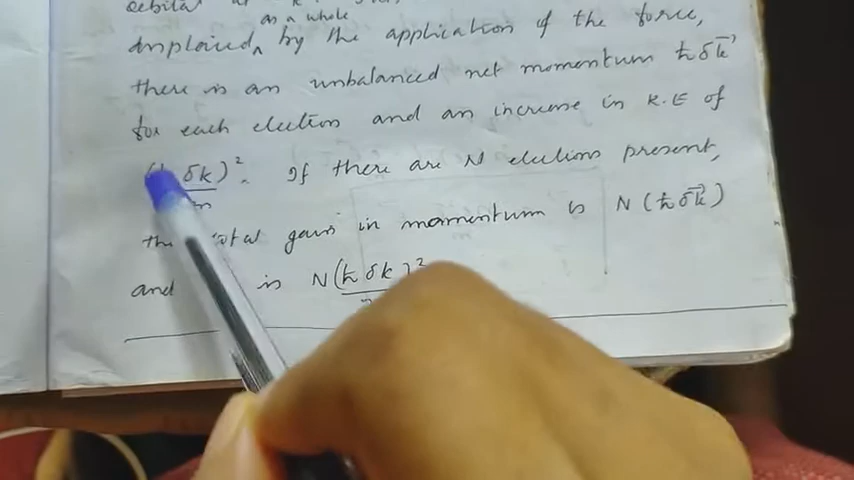 as a whole
displaced, by the application of the force,
there is an unbalanced net momentum ħδk⃗
for each electron and an increase in K.E of
(ħδk)². If there are N electrons present,
the total gain in momentum is N(ħδk⃗)
and is N(ħδk)²